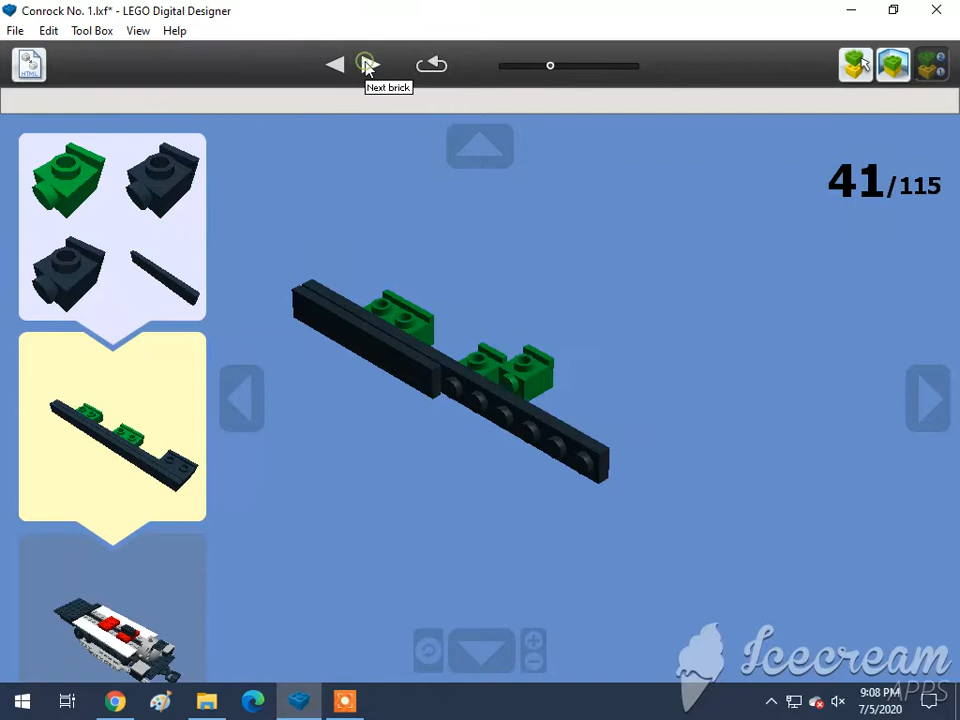 Conrock No. 1.lxf* - LEGO Digital Designer
File Edit Tool Box View Help
HTML
Next brick
41/115
Icecream
APPS
9:08 PM
7/5/2020